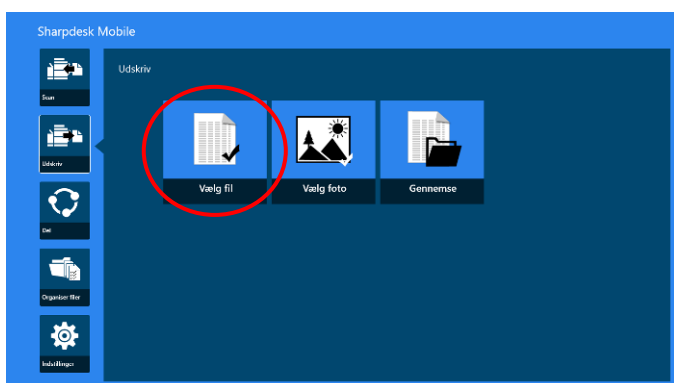 Sharpdesk Mobile
Scan
Udskriv
Udskriv
Del
Organiser filer
Indstillinger
Vælg fil
Vælg foto
Gennemse